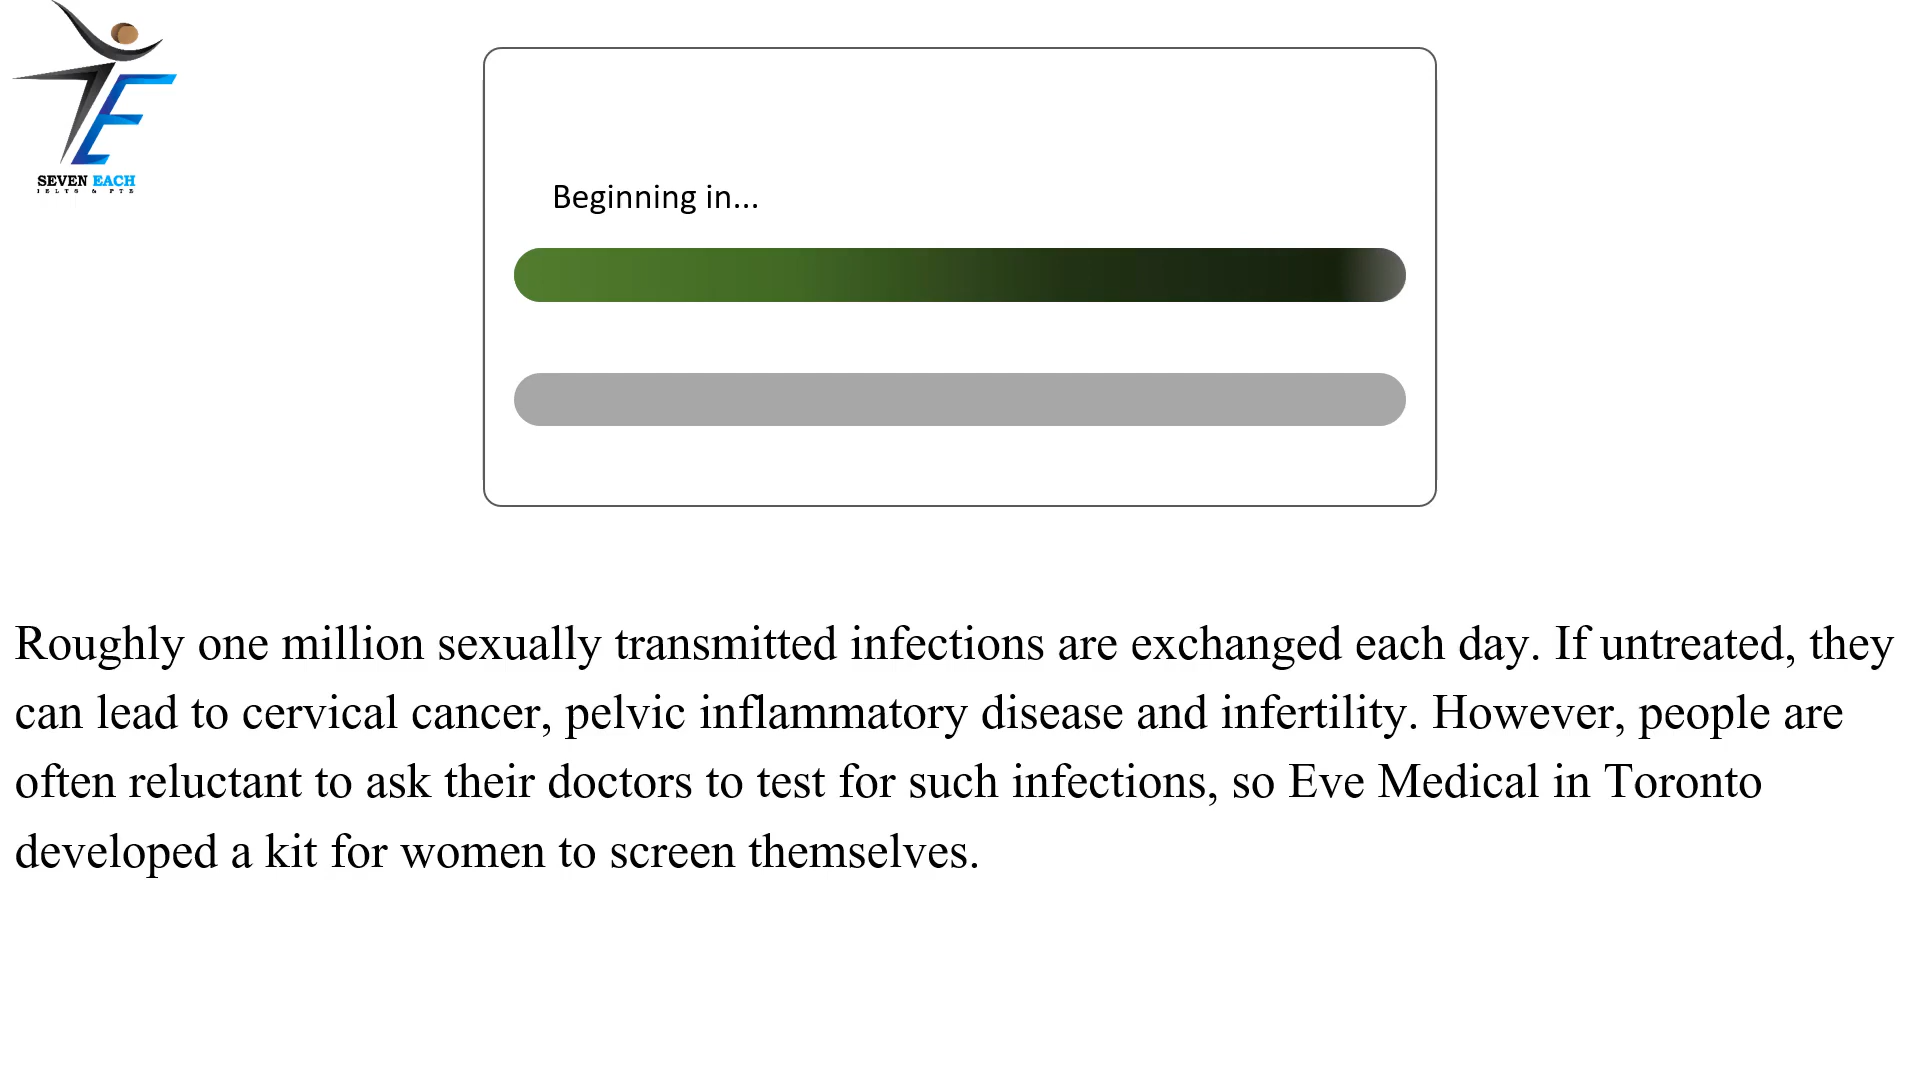 SEVEN EACH
IELTS & PTE
Beginning in...
Roughly one million sexually transmitted infections are exchanged each day. If untreated, they
can lead to cervical cancer, pelvic inflammatory disease and infertility. However, people are
often reluctant to ask their doctors to test for such infections, so Eve Medical in Toronto
developed a kit for women to screen themselves.